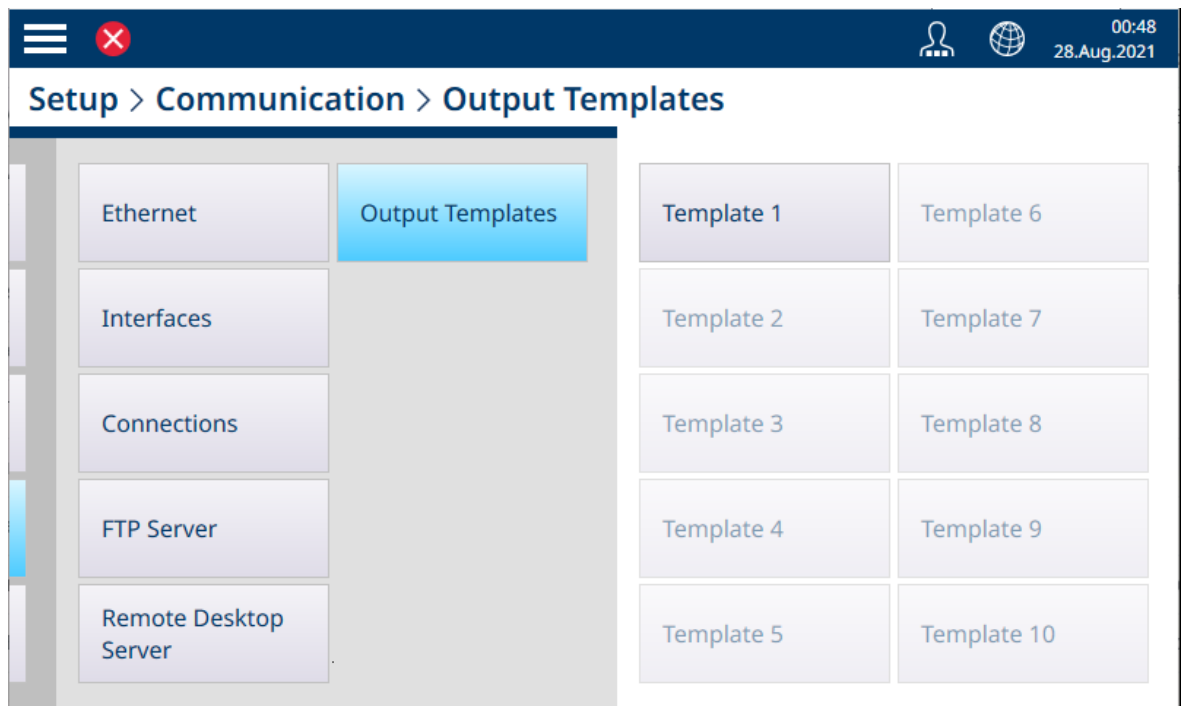 00:48
28.Aug.2021
Setup > Communication > Output Templates
Ethernet
Output Templates
Template 1
Template 6
Interfaces
Template 2
Template 7
Connections
Template 3
Template 8
FTP Server
Template 4
Template 9
Remote Desktop
Server
Template 5
Template 10